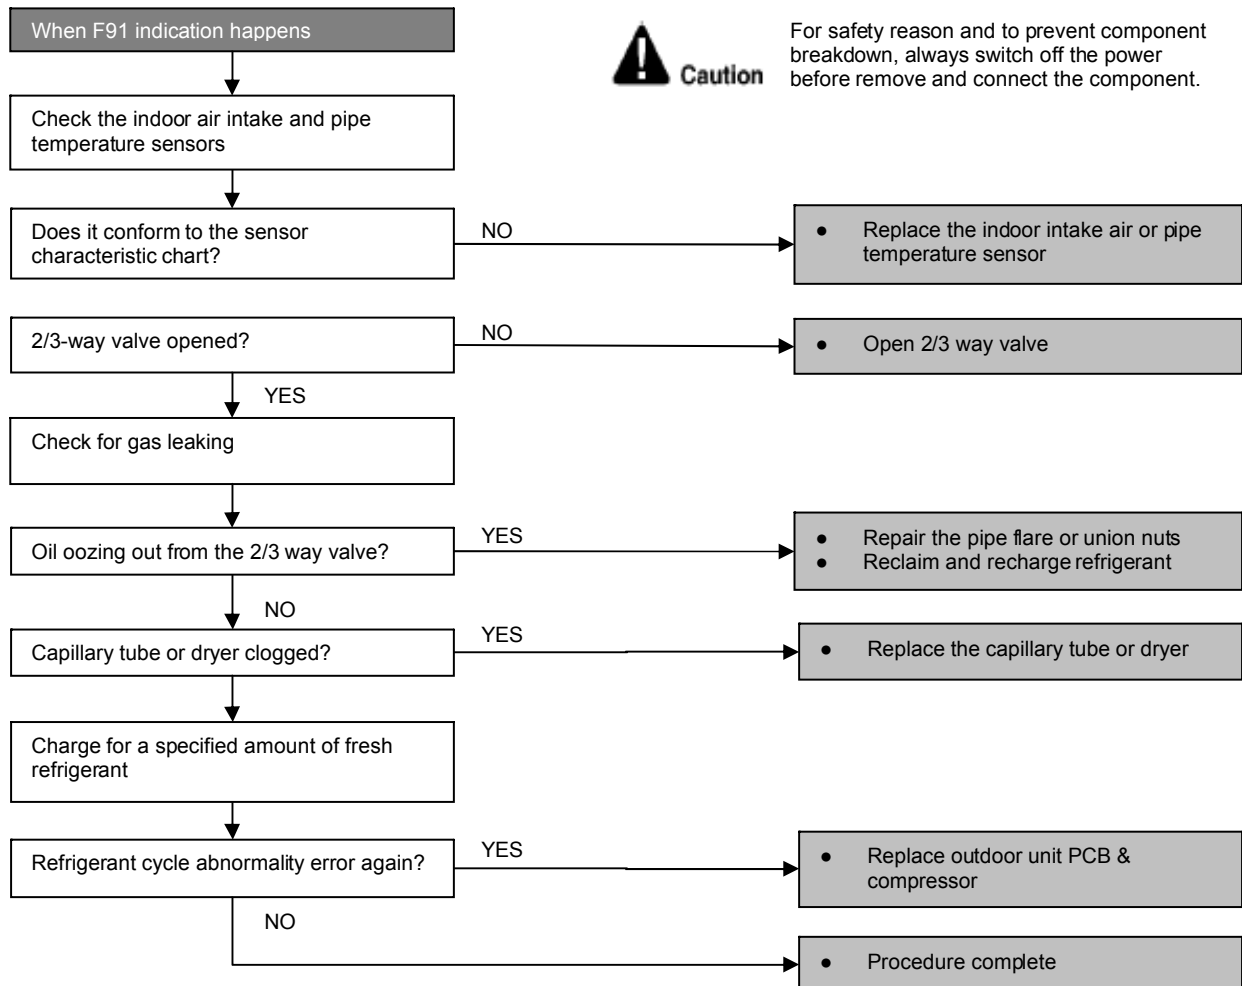 When F91 indication happens
Caution
For safety reason and to prevent component
breakdown, always switch off the power
before remove and connect the component.
Check the indoor air intake and pipe
temperature sensors
Does it conform to the sensor
characteristic chart?
NO
● Replace the indoor intake air or pipe
temperature sensor
2/3-way valve opened?
NO
● Open 2/3 way valve
YES
Check for gas leaking
Oil oozing out from the 2/3 way valve?
YES
● Repair the pipe flare or union nuts
● Reclaim and recharge refrigerant
NO
Capillary tube or dryer clogged?
YES
● Replace the capillary tube or dryer
Charge for a specified amount of fresh
refrigerant
Refrigerant cycle abnormality error again?
YES
● Replace outdoor unit PCB &
compressor
NO
● Procedure complete